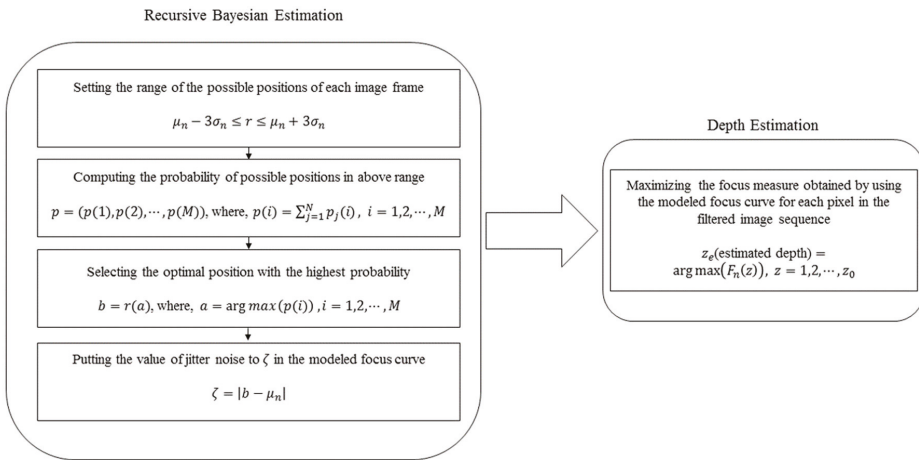 Recursive Bayesian Estimation
Setting the range of the possible positions of each image frame
μₙ − 3σₙ ≤ r ≤ μₙ + 3σₙ
Computing the probability of possible positions in above range
p = (p(1), p(2), ⋯, p(M)), where, p(i) = ∑ⱼ₌₁ᴺ pⱼ(i), i = 1,2, ⋯, M
Selecting the optimal position with the highest probability
b = r(a), where, a = arg max(p(i)), i = 1,2, ⋯, M
Putting the value of jitter noise to ζ in the modeled focus curve
ζ = |b − μₙ|
Depth Estimation
Maximizing the focus measure obtained by using
the modeled focus curve for each pixel in the
filtered image sequence
zₑ(estimated depth) =
arg max(Fₙ(z)), z = 1,2, ⋯, z₀